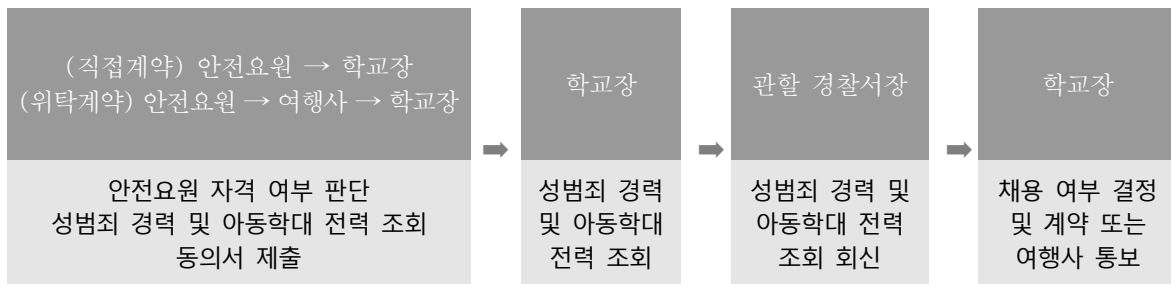 (직접계약) 안전요원 → 학교장
(위탁계약) 안전요원 → 여행사 → 학교장
안전요원 자격 여부 판단
성범죄 경력 및 아동학대 전력 조회
동의서 제출
학교장
성범죄 경력
및 아동학대
전력 조회
관할 경찰서장
성범죄 경력 및
아동학대 전력
조회 회신
학교장
채용 여부 결정
및 계약 또는
여행사 통보